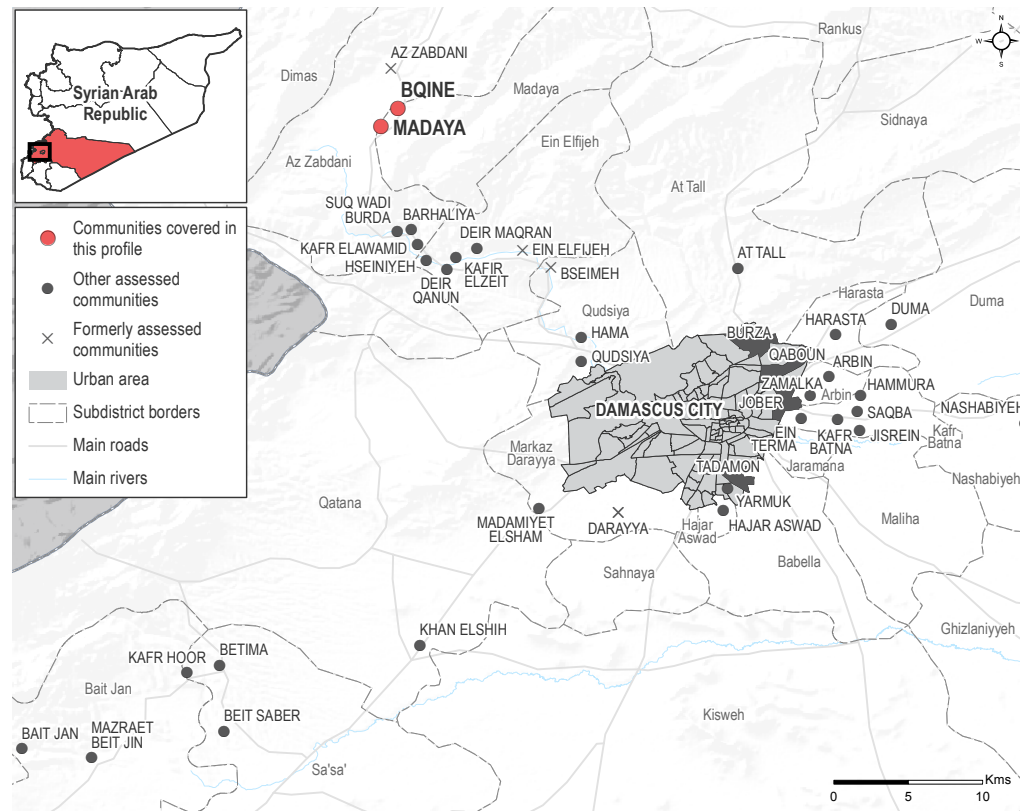 Syrian Arab
Republic
Communities covered in
this profile
Other assessed
communities
Formerly assessed
communities
Urban area
Subdistrict borders
Main roads
Main rivers
N
W
E
S
Rankus
AZ ZABDANI
Dimas
BQINE
Madaya
MADAYA
Sidnaya
Ein Elfijeh
Az Zabdani
At Tall
SUQ WADI
BURDA
BARHALIYA
DEIR MAQRAN
KAFR ELAWAMID
EIN ELFIJEH
HSEINIYEH
KAFIR
ELZEIT
BSEIMEH
DEIR
QANUN
AT TALL
Harasta
Duma
DUMA
Qudsiya
HARASTA
HAMA
BURZA
QUDSIYA
QABOUN
ARBIN
ZAMALKA
Arbin
HAMMURA
JOBER
DAMASCUS CITY
SAQBA
NASHABIYEH
EIN
TERMA
KAFR
BATNA
JISREIN
Kafr
Batna
Markaz
Darayya
TADAMON
Jaramana
Nashabiyeh
Qatana
YARMUK
MADAMIYET
ELSHAM
DARAYYA
Hajar
Aswad
HAJAR ASWAD
Maliha
Sahnaya
Babella
Ghizlaniyyeh
KHAN ELSHIH
KAFR HOOR
BETIMA
Bait Jan
BEIT SABER
Kisweh
BAIT JAN
MAZRAET
BEIT JIN
Sa'sa'
Kms
0
5
10